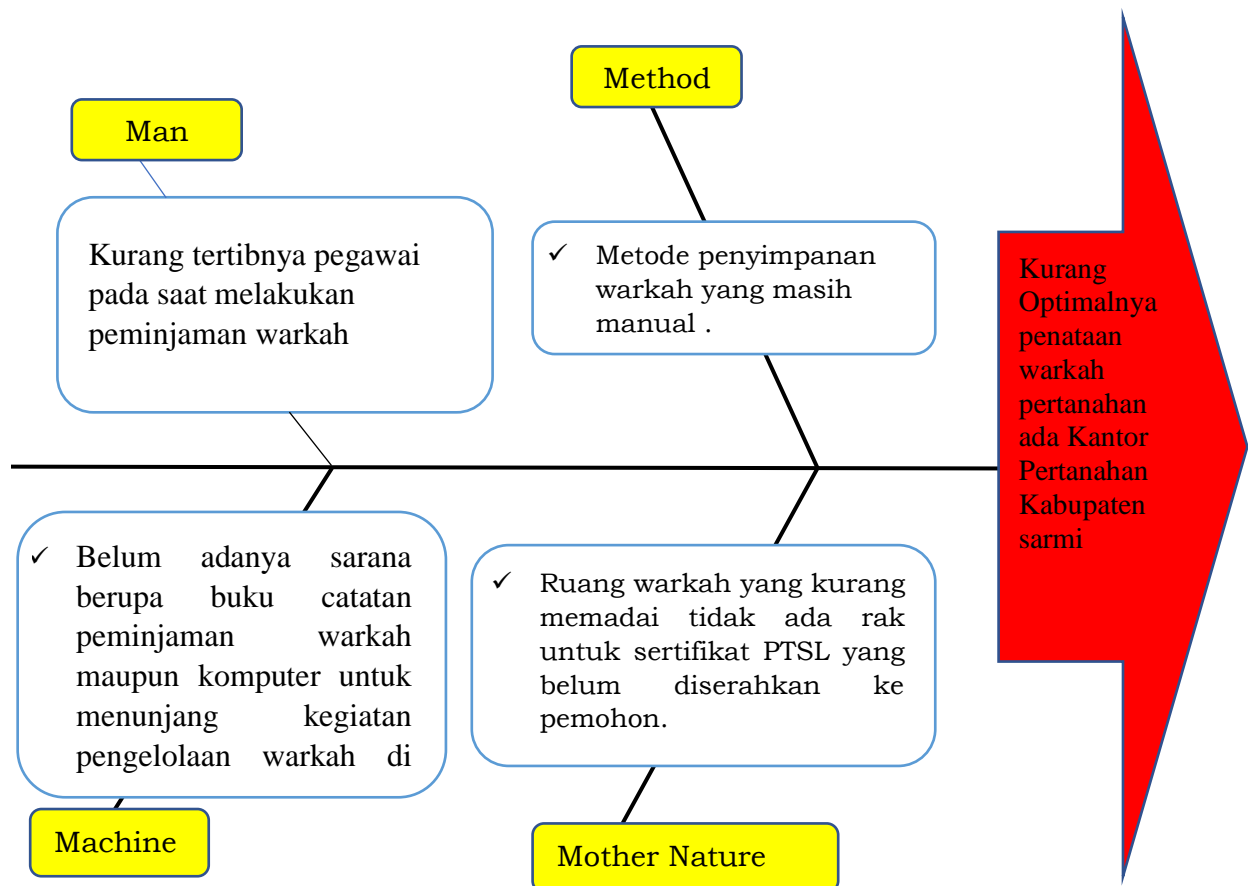 Method
Man
Kurang tertibnya pegawai
pada saat melakukan
peminjaman warkah
✓ Metode penyimpanan
warkah yang masih
manual .
Kurang
Optimalnya
penataan
warkah
pertanahan
ada Kantor
Pertanahan
Kabupaten
sarmi
✓ Belum adanya sarana
berupa buku catatan
peminjaman warkah
maupun komputer untuk
menunjang kegiatan
pengelolaan warkah di
✓ Ruang warkah yang kurang
memadai tidak ada rak
untuk sertifikat PTSL yang
belum diserahkan ke
pemohon.
Machine
Mother Nature